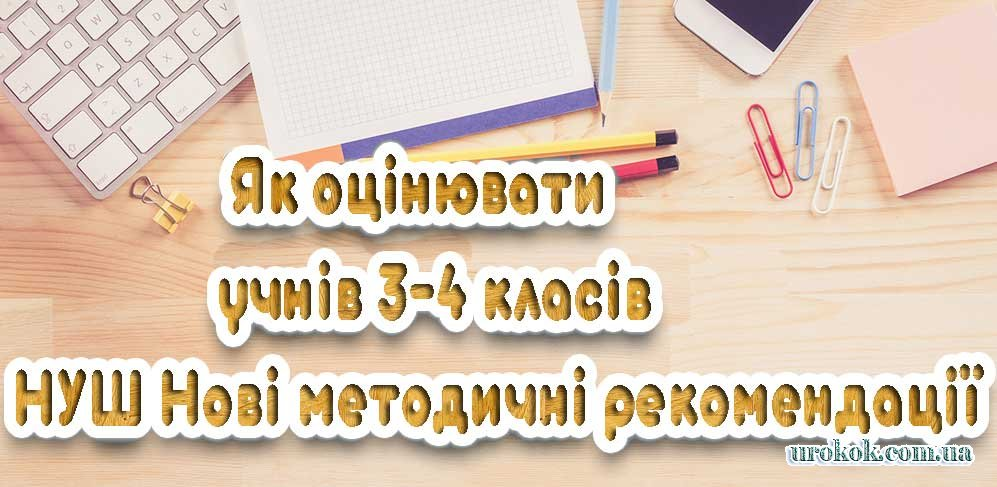 Як оцінювати
учнів 3-4 класів
НУШ Нові методичні рекомендації
urokok.com.ua